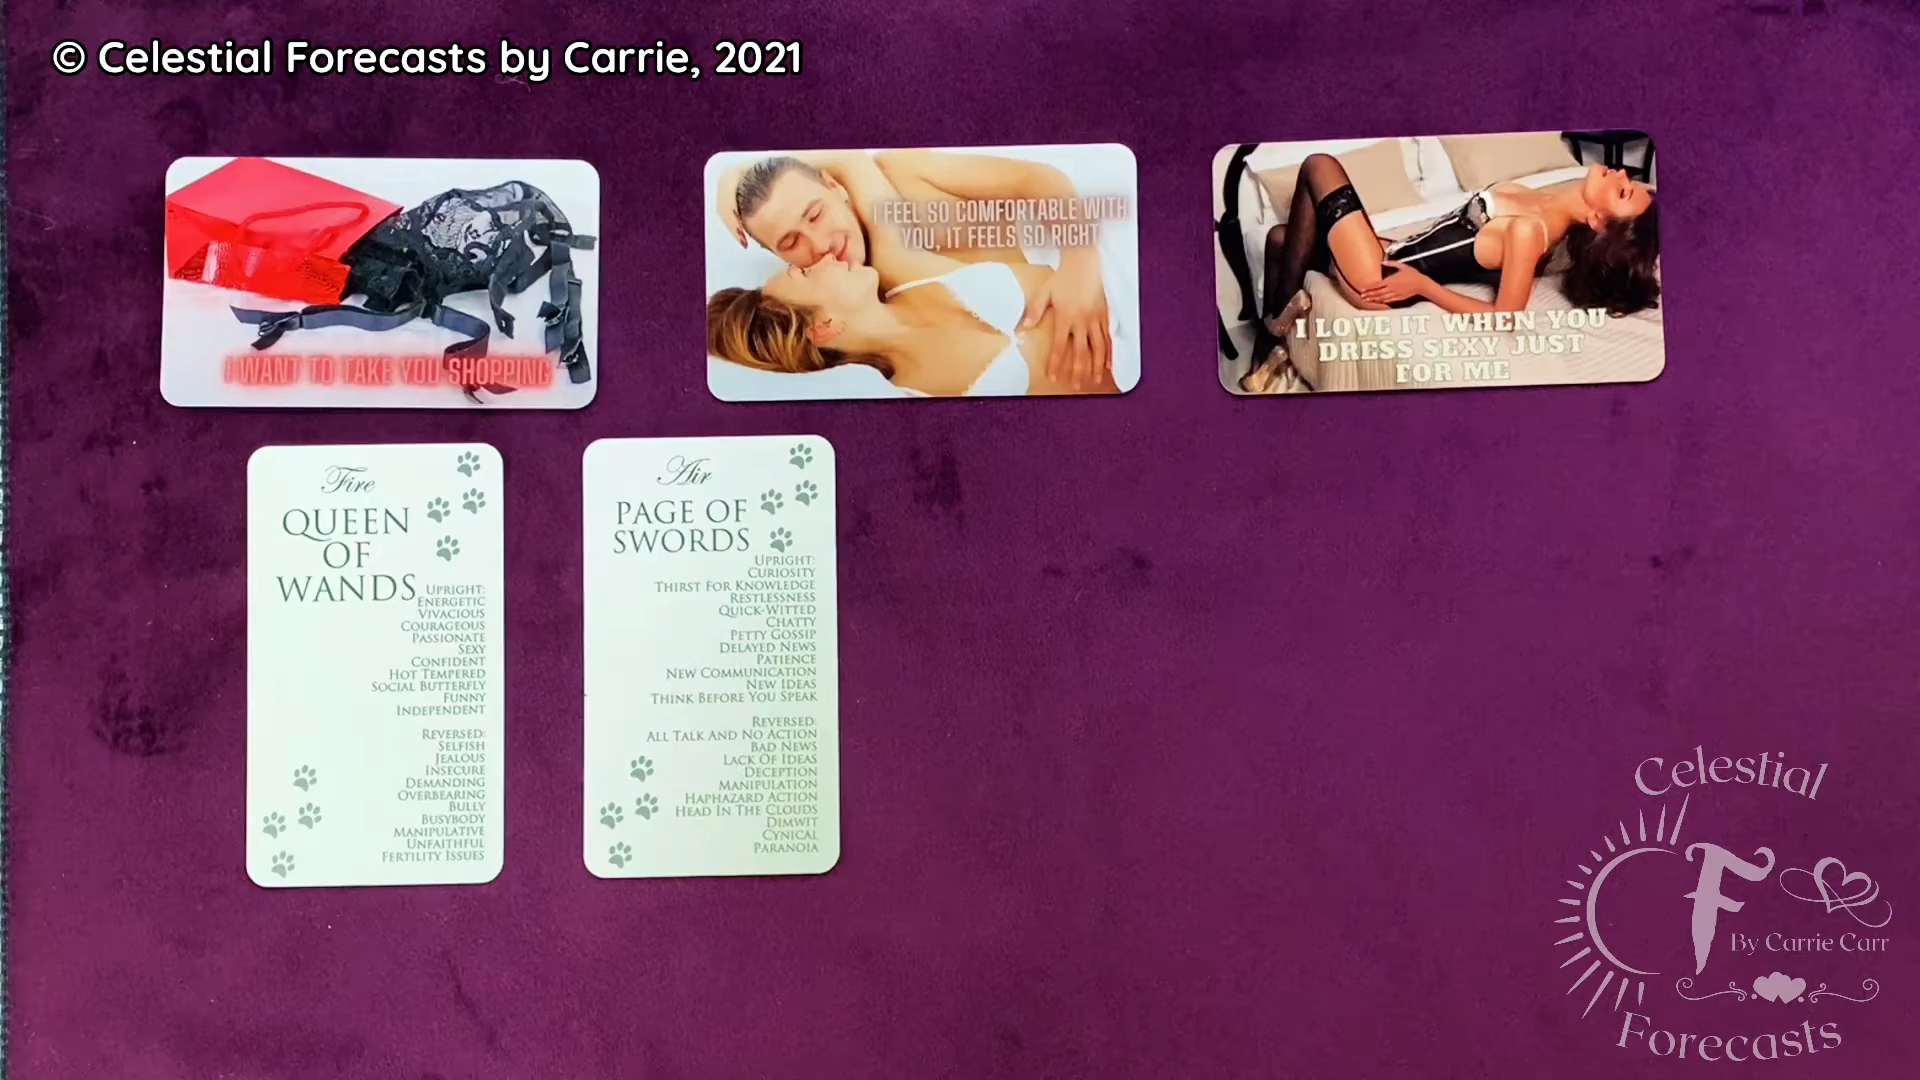 © Celestial Forecasts by Carrie, 2021
I WANT TO TAKE YOU SHOPPING
I FEEL SO COMFORTABLE WITH
YOU, IT FEELS SO RIGHT
I LOVE IT WHEN YOU
DRESS SEXY JUST
FOR ME
Fire
QUEEN
OF
WANDS
UPRIGHT:
ENERGETIC
VIVACIOUS
COURAGEOUS
PASSIONATE
SEXY
CONFIDENT
HOT TEMPERED
SOCIAL BUTTERFLY
FUNNY
INDEPENDENT
REVERSED:
SELFISH
JEALOUS
INSECURE
DEMANDING
OVERBEARING
BULLY
BUSYBODY
MANIPULATIVE
UNFAITHFUL
FERTILITY ISSUES
Air
PAGE OF
SWORDS
UPRIGHT:
CURIOSITY
THIRST FOR KNOWLEDGE
RESTLESSNESS
QUICK-WITTED
CHATTY
PETTY GOSSIP
DELAYED NEWS
PATIENCE
NEW COMMUNICATION
NEW IDEAS
THINK BEFORE YOU SPEAK
REVERSED:
ALL TALK AND NO ACTION
BAD NEWS
LACK OF IDEAS
DECEPTION
MANIPULATION
HAPHAZARD ACTION
HEAD IN THE CLOUDS
DIMWIT
CYNICAL
PARANOIA
Celestial
CF
By Carrie Carr
Forecasts